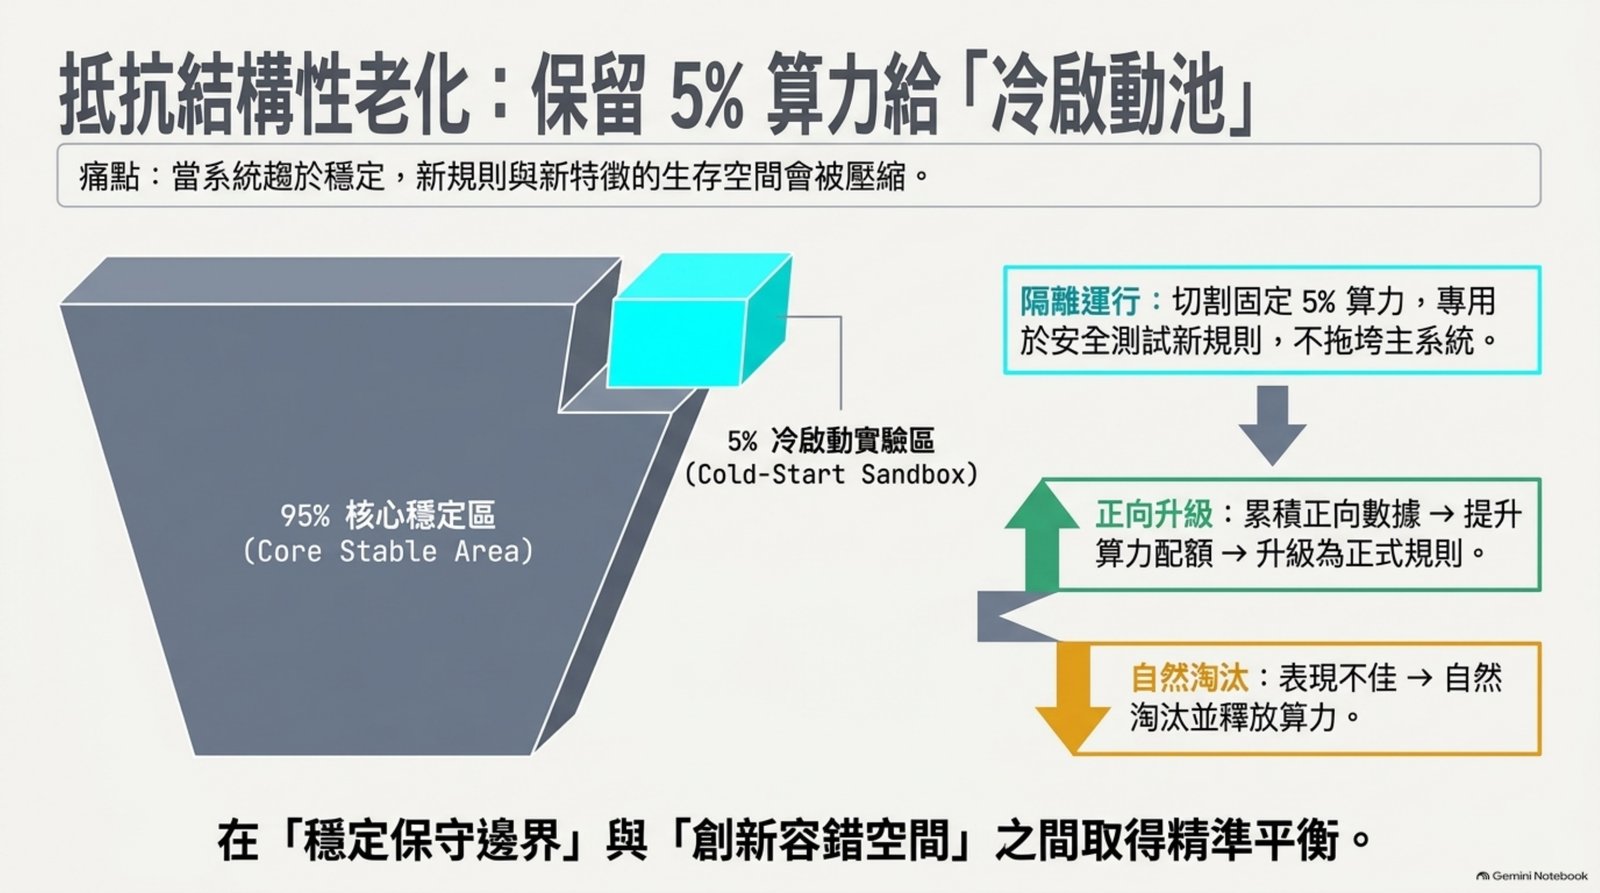 抵抗結構性老化：保留 5% 算力給「冷啟動池」
痛點：當系統趨於穩定，新規則與新特徵的生存空間會被壓縮。
95% 核心穩定區
(Core Stable Area)
5% 冷啟動實驗區
(Cold-Start Sandbox)
隔離運行：切割固定 5% 算力，專用
於安全測試新規則，不拖垮主系統。
正向升級：累積正向數據 → 提升
算力配額 → 升級為正式規則。
自然淘汰：表現不佳 → 自然
淘汰並釋放算力。
在「穩定保守邊界」與「創新容錯空間」之間取得精準平衡。
Gemini Notebook